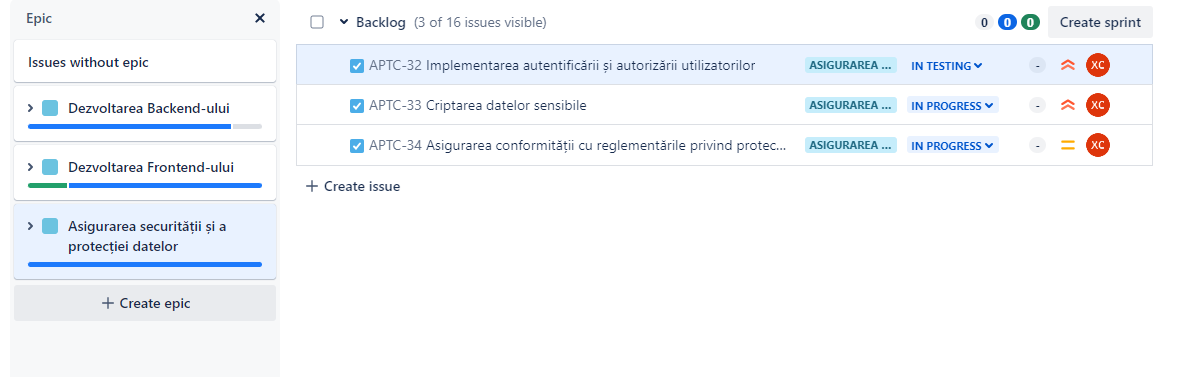 Epic
Issues without epic
Dezvoltarea Backend-ului
Dezvoltarea Frontend-ului
Asigurarea securității și a
protecției datelor
Create epic
Backlog (3 of 16 issues visible)
0 0 0 Create sprint
APTC-32 Implementarea autentificării și autorizării utilizatorilor ASIGURAREA ... IN TESTING - XC
APTC-33 Criptarea datelor sensibile ASIGURAREA ... IN PROGRESS - XC
APTC-34 Asigurarea conformității cu reglementările privind protec... ASIGURAREA ... IN PROGRESS - XC
Create issue